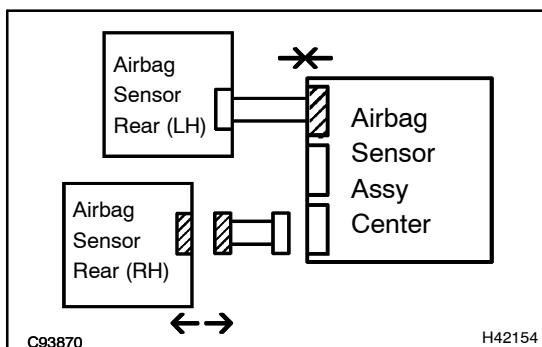 Airbag
Sensor
Rear (LH)
Airbag
Sensor
Assy
Center
Airbag
Sensor
Rear (RH)
C93870
H42154